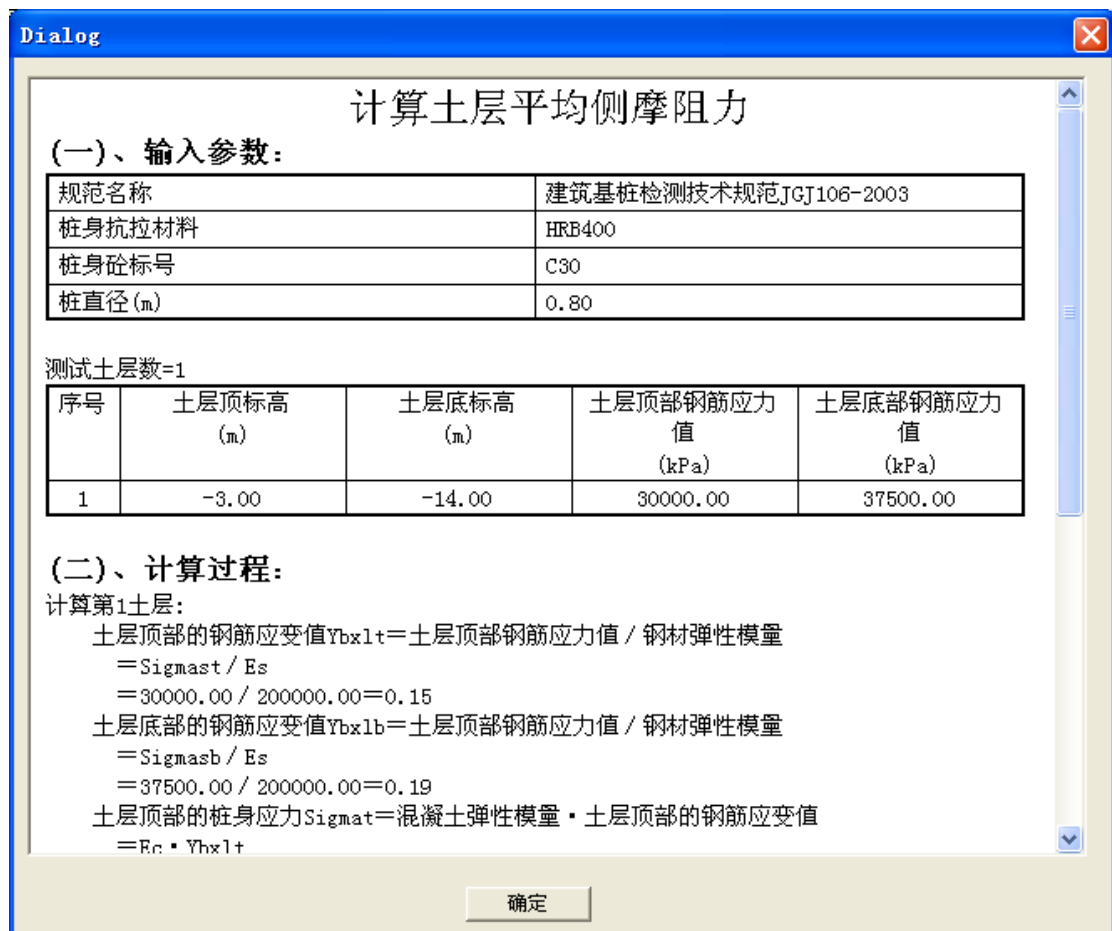 Dialog
计算土层平均侧摩阻力
(一)、输入参数：
规范名称 建筑基桩检测技术规范JGJ106-2003
桩身抗拉材料 HRB400
桩身砼标号 C30
桩直径(m) 0.80
测试土层数=1
序号 土层顶标高 土层底标高 土层顶部钢筋应力 土层底部钢筋应力
(m) (m) 值 值
(kPa) (kPa)
1 -3.00 -14.00 30000.00 37500.00
(二)、计算过程：
计算第1土层:
土层顶部的钢筋应变值Ybxlt＝土层顶部钢筋应力值／钢材弹性模量
＝Sigmast／Es
＝30000.00／200000.00＝0.15
土层底部的钢筋应变值Ybxlb＝土层顶部钢筋应力值／钢材弹性模量
＝Sigmasb／Es
＝37500.00／200000.00＝0.19
土层顶部的桩身应力Sigmat＝混凝土弹性模量·土层顶部的钢筋应变值
＝Ec·Ybxlt
确定